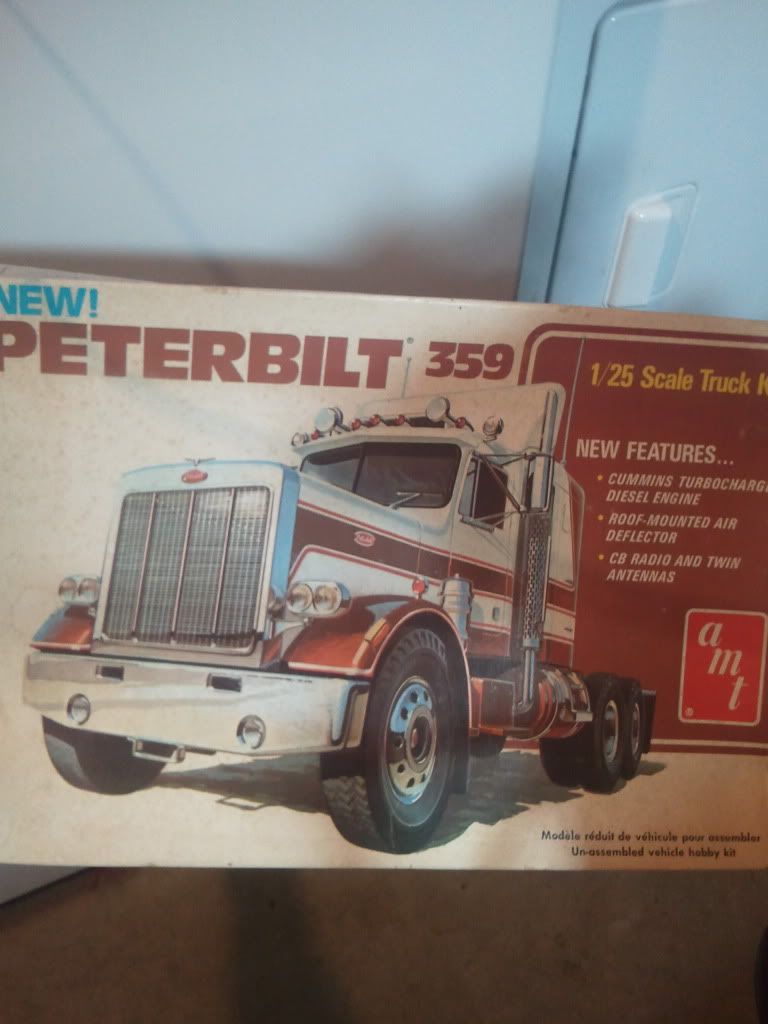 NEW!
PETERBILT® 359
1/25 Scale Truck K
NEW FEATURES...
• CUMMINS TURBOCHARGE
DIESEL ENGINE
• ROOF-MOUNTED AIR
DEFLECTOR
• CB RADIO AND TWIN
ANTENNAS
amt
®
Modèle réduit de véhicule pour assembler
Un-assembled vehicle hobby kit